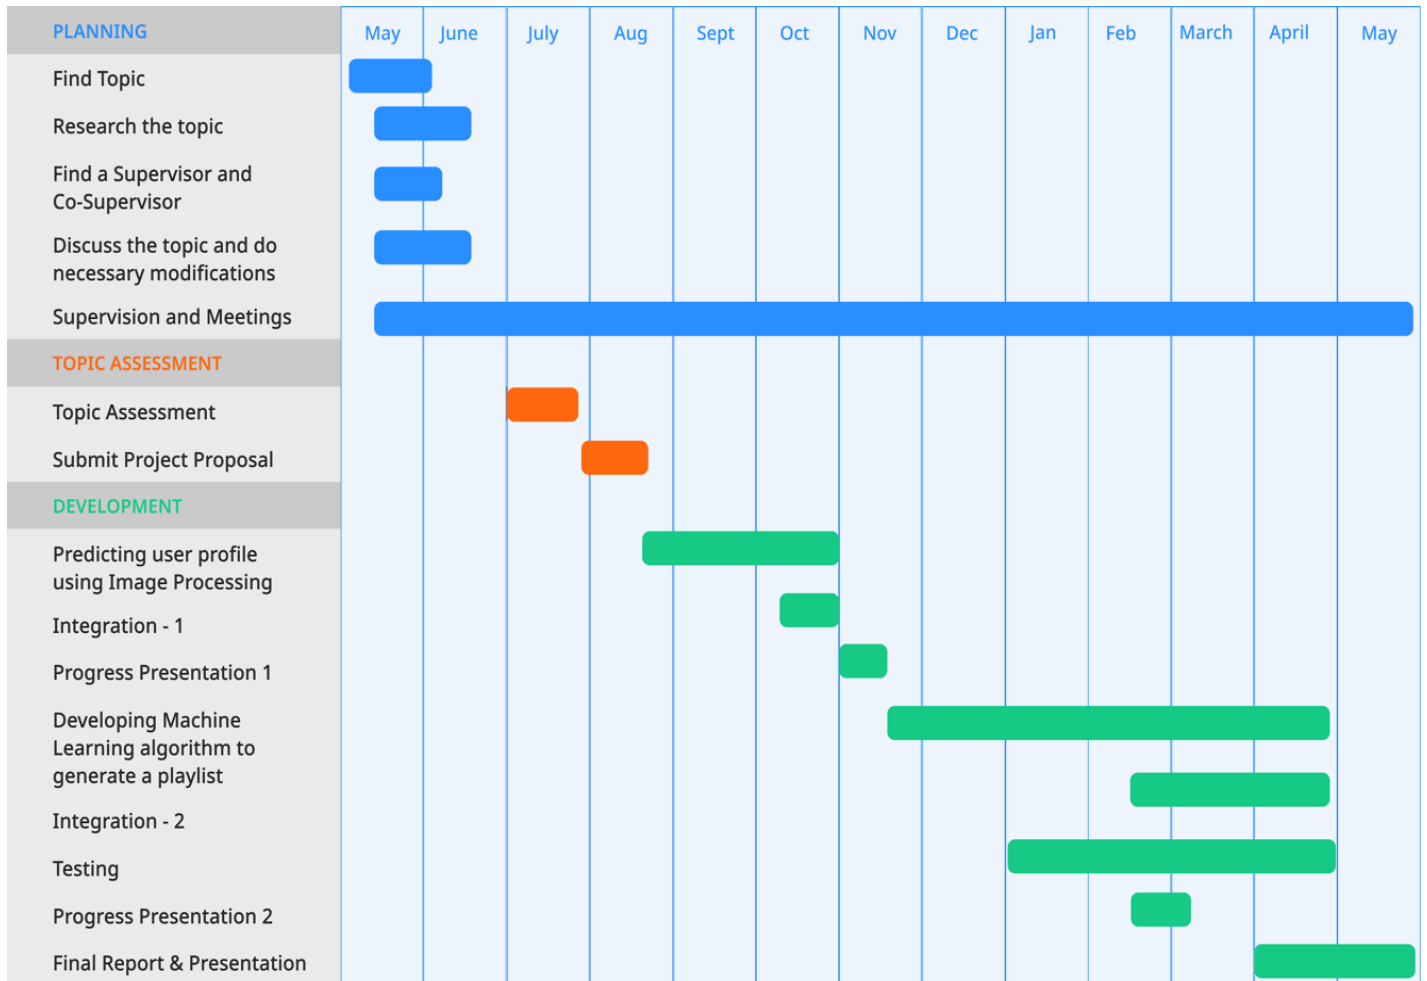 PLANNING
May June July Aug Sept Oct Nov Dec Jan Feb March April May
Find Topic
Research the topic
Find a Supervisor and
Co-Supervisor
Discuss the topic and do
necessary modifications
Supervision and Meetings
TOPIC ASSESSMENT
Topic Assessment
Submit Project Proposal
DEVELOPMENT
Predicting user profile
using Image Processing
Integration - 1
Progress Presentation 1
Developing Machine
Learning algorithm to
generate a playlist
Integration - 2
Testing
Progress Presentation 2
Final Report & Presentation